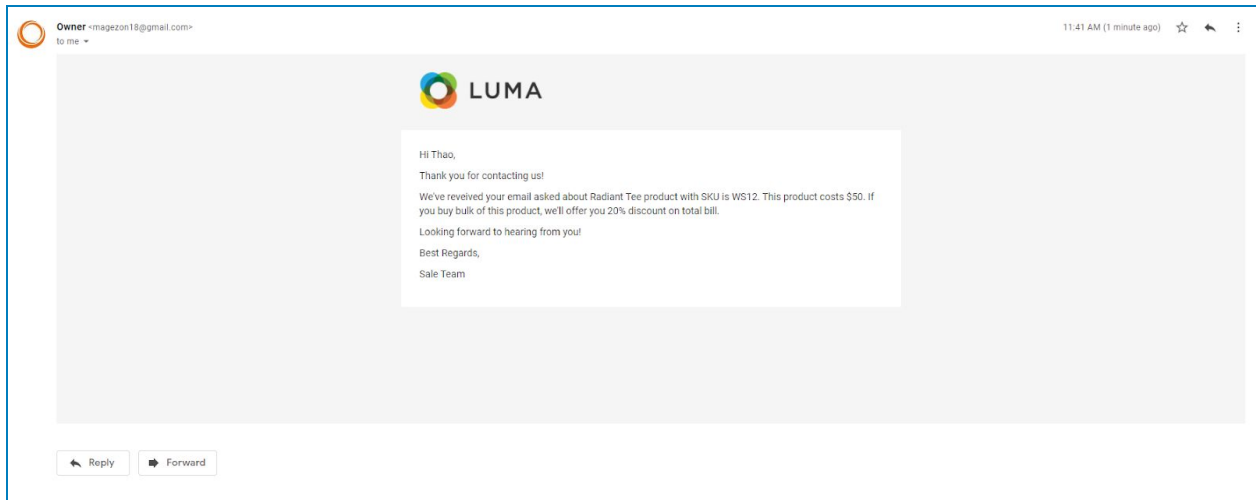 Owner <magezon18@gmail.com>
11:41 AM (1 minute ago)
to me
LUMA
Hi Thao,
Thank you for contacting us!
We've reveived your email asked about Radiant Tee product with SKU is WS12. This product costs $50. If
you buy bulk of this product, we'll offer you 20% discount on total bill.
Looking forward to hearing from you!
Best Regards,
Sale Team
Reply
Forward